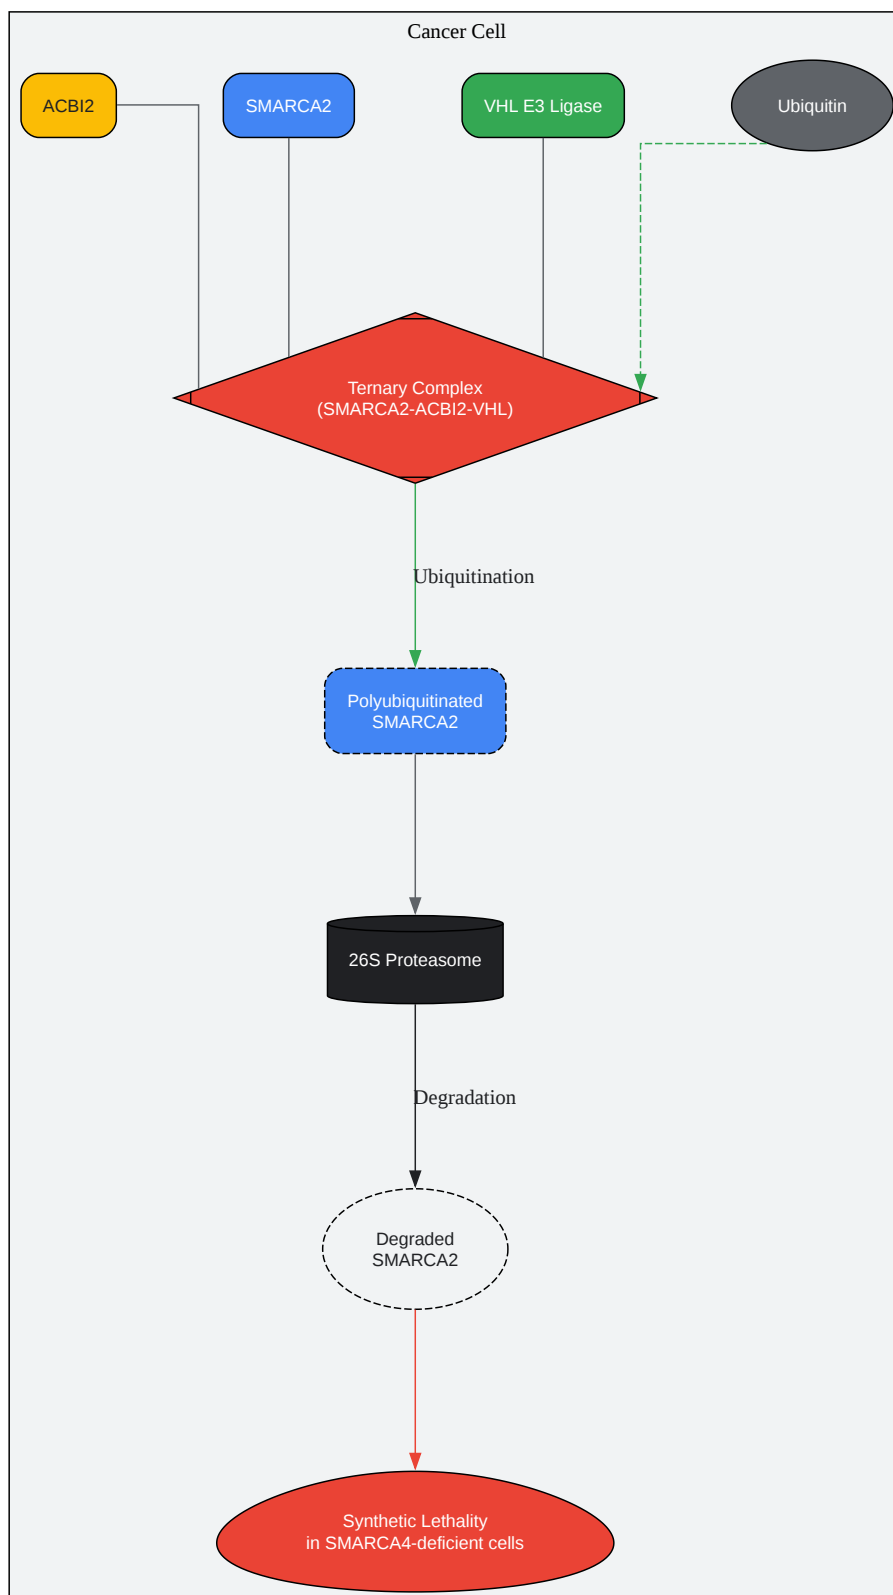 Cancer Cell
ACBI2
SMARCA2
VHL E3 Ligase
Ubiquitin
Ternary Complex
(SMARCA2-ACBI2-VHL)
Ubiquitination
Polyubiquitinated
SMARCA2
26S Proteasome
Degradation
Degraded
SMARCA2
Synthetic Lethality
in SMARCA4-deficient cells